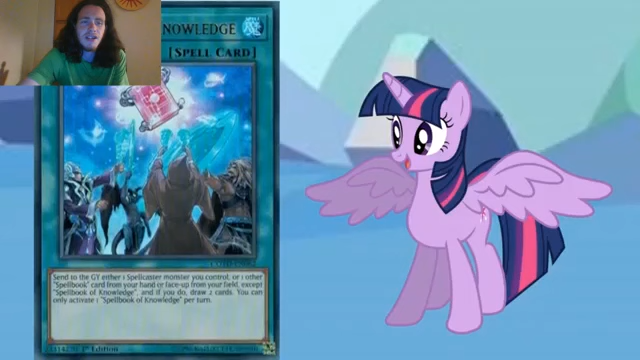 NOWLEDGE
[SPELL CARD]
Send to the GY either 1 Spellcaster monster you control, or 1 other
"Spellbook" card from your hand or face-up from your field, except
"Spellbook of Knowledge", and if you do, draw 2 cards. You can
only activate 1 "Spellbook of Knowledge" per turn.
1st Edition